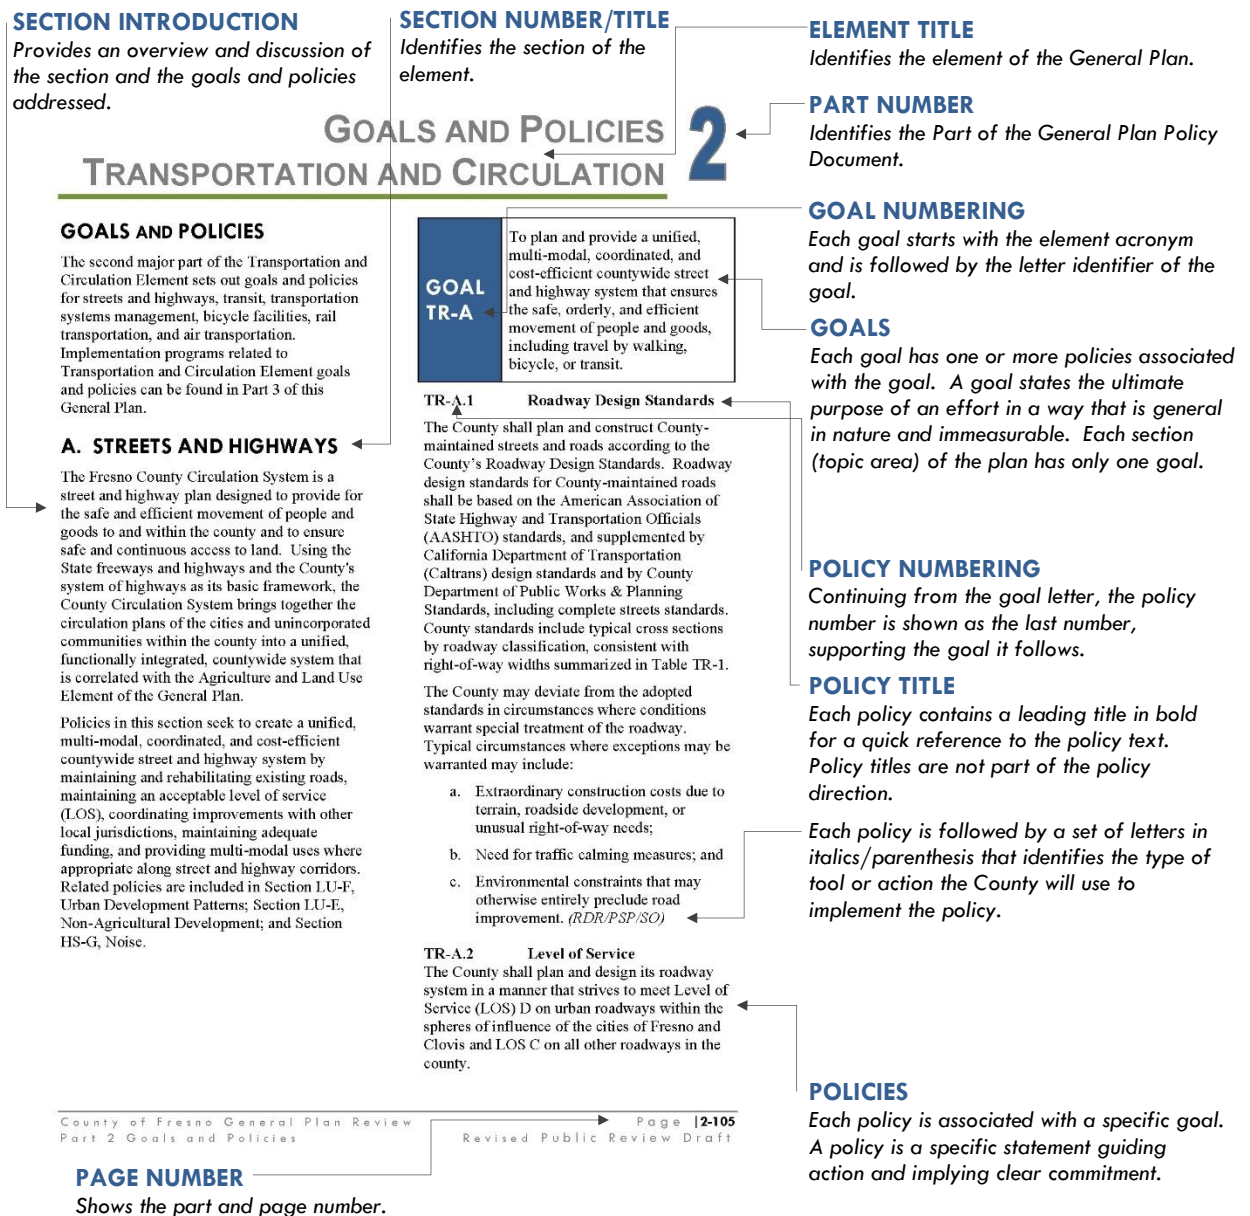 SECTION INTRODUCTION
Provides an overview and discussion of
the section and the goals and policies
addressed.
SECTION NUMBER/TITLE
Identifies the section of the
element.
ELEMENT TITLE
Identifies the element of the General Plan.
PART NUMBER
Identifies the Part of the General Plan Policy
Document.
GOALS AND POLICIES
TRANSPORTATION AND CIRCULATION
2
GOALS AND POLICIES
The second major part of the Transportation and
Circulation Element sets out goals and policies
for streets and highways, transit, transportation
systems management, bicycle facilities, rail
transportation, and air transportation.
Implementation programs related to
Transportation and Circulation Element goals
and policies can be found in Part 3 of this
General Plan.
A. STREETS AND HIGHWAYS
The Fresno County Circulation System is a
street and highway plan designed to provide for
the safe and efficient movement of people and
goods to and within the county and to ensure
safe and continuous access to land. Using the
State freeways and highways and the County's
system of highways as its basic framework, the
County Circulation System brings together the
circulation plans of the cities and unincorporated
communities within the county into a unified,
functionally integrated, countywide system that
is correlated with the Agriculture and Land Use
Element of the General Plan.
Policies in this section seek to create a unified,
multi-modal, coordinated, and cost-efficient
countywide street and highway system by
maintaining and rehabilitating existing roads,
maintaining an acceptable level of service
(LOS), coordinating improvements with other
local jurisdictions, maintaining adequate
funding, and providing multi-modal uses where
appropriate along street and highway corridors.
Related policies are included in Section LU-F,
Urban Development Patterns; Section LU-E,
Non-Agricultural Development; and Section
HS-G, Noise.
GOAL
TR-A
To plan and provide a unified,
multi-modal, coordinated, and
cost-efficient countywide street
and highway system that ensures
the safe, orderly, and efficient
movement of people and goods,
including travel by walking,
bicycle, or transit.
TR-A.1 Roadway Design Standards
The County shall plan and construct County-
maintained streets and roads according to the
County's Roadway Design Standards. Roadway
design standards for County-maintained roads
shall be based on the American Association of
State Highway and Transportation Officials
(AASHTO) standards, and supplemented by
California Department of Transportation
(Caltrans) design standards and by County
Department of Public Works & Planning
Standards, including complete streets standards.
County standards include typical cross sections
by roadway classification, consistent with
right-of-way widths summarized in Table TR-1.
The County may deviate from the adopted
standards in circumstances where conditions
warrant special treatment of the roadway.
Typical circumstances where exceptions may be
warranted may include:
a. Extraordinary construction costs due to
terrain, roadside development, or
unusual right-of-way needs;
b. Need for traffic calming measures; and
c. Environmental constraints that may
otherwise entirely preclude road
improvement. (RDR/PSP/SO)
TR-A.2 Level of Service
The County shall plan and design its roadway
system in a manner that strives to meet Level of
Service (LOS) D on urban roadways within the
spheres of influence of the cities of Fresno and
Clovis and LOS C on all other roadways in the
county.
GOAL NUMBERING
Each goal starts with the element acronym
and is followed by the letter identifier of the
goal.
GOALS
Each goal has one or more policies associated
with the goal. A goal states the ultimate
purpose of an effort in a way that is general
in nature and immeasurable. Each section
(topic area) of the plan has only one goal.
POLICY NUMBERING
Continuing from the goal letter, the policy
number is shown as the last number,
supporting the goal it follows.
POLICY TITLE
Each policy contains a leading title in bold
for a quick reference to the policy text.
Policy titles are not part of the policy
direction.
Each policy is followed by a set of letters in
italics/parenthesis that identifies the type of
tool or action the County will use to
implement the policy.
POLICIES
Each policy is associated with a specific goal.
A policy is a specific statement guiding
action and implying clear commitment.
County of Fresno General Plan Review Page |2-105
Part 2 Goals and Policies Revised Public Review Draft
PAGE NUMBER
Shows the part and page number.